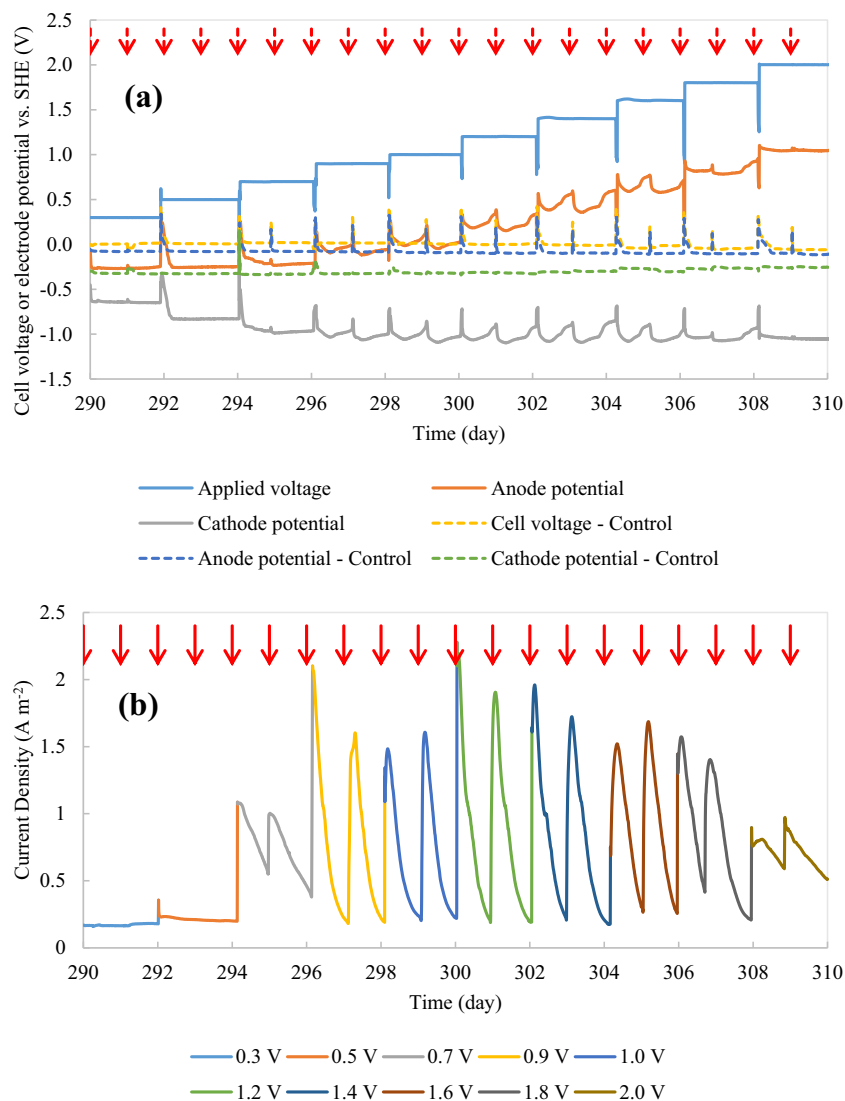 Cell voltage or electrode potential vs. SHE (V)
2.5
2.0
1.5
1.0
0.5
0.0
-0.5
-1.0
-1.5
(a)
290 292 294 296 298 300 302 304 306 308 310
Time (day)
Applied voltage Anode potential
Cathode potential Cell voltage - Control
Anode potential - Control Cathode potential - Control
Current Density (A m-2)
2.5
2
1.5
1
0.5
0
(b)
290 292 294 296 298 300 302 304 306 308 310
Time (day)
0.3 V 0.5 V 0.7 V 0.9 V 1.0 V
1.2 V 1.4 V 1.6 V 1.8 V 2.0 V